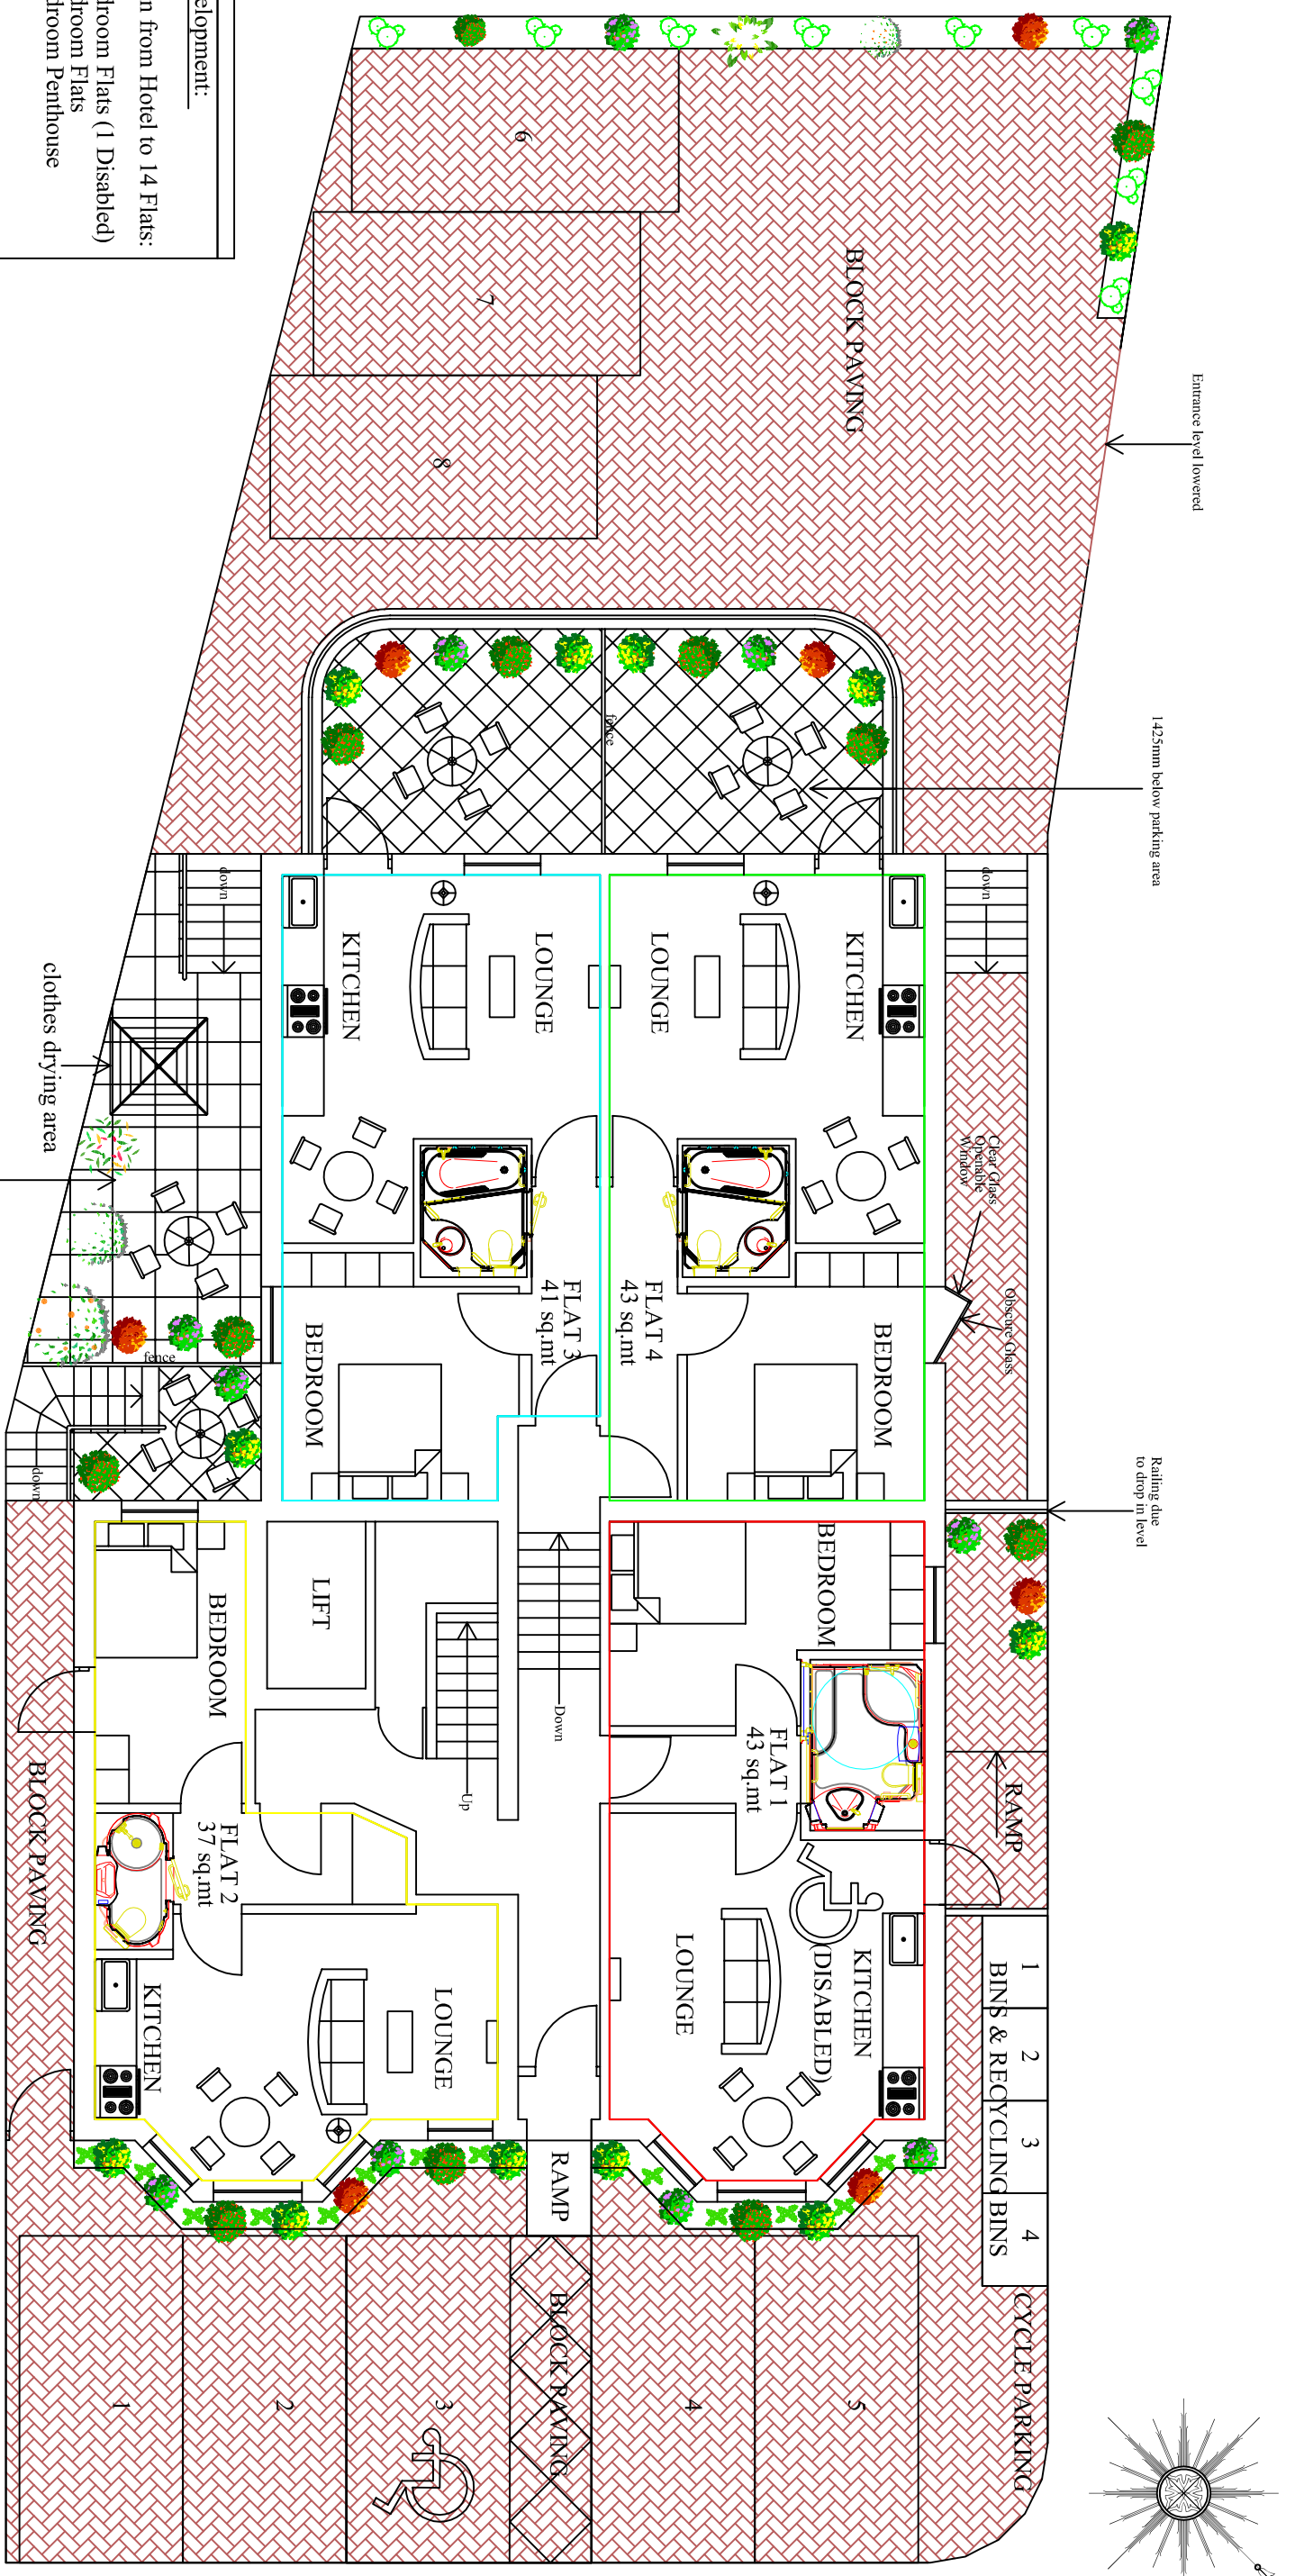 elopment:
n from Hotel to 14 Flats:
droom Flats (1 Disabled)
droom Flats
droom Penthouse
6
7
8
BLOCK PAVING
Entrance level lowered
1425mm below parking area
fence
down
down
KITCHEN
LOUNGE
LOUNGE
KITCHEN
clothes drying area
Clear Glass
Openable
Window
Obscure Glass
FLAT 3
41 sq.mt
FLAT 4
43 sq.mt
BEDROOM
BEDROOM
fence
down
Railing due
to drop in level
BEDROOM
LIFT
BEDROOM
Down
Up
FLAT 1
43 sq.mt
RAMP
BLOCK PAVING
FLAT 2
37 sq.mt
KITCHEN
LOUNGE
LOUNGE
KITCHEN
(DISABLED)
1
2
3
4
BINS & RECYCLING BINS
RAMP
CYCLE PARKING
BLOCK PAVING
1
2
3
4
5